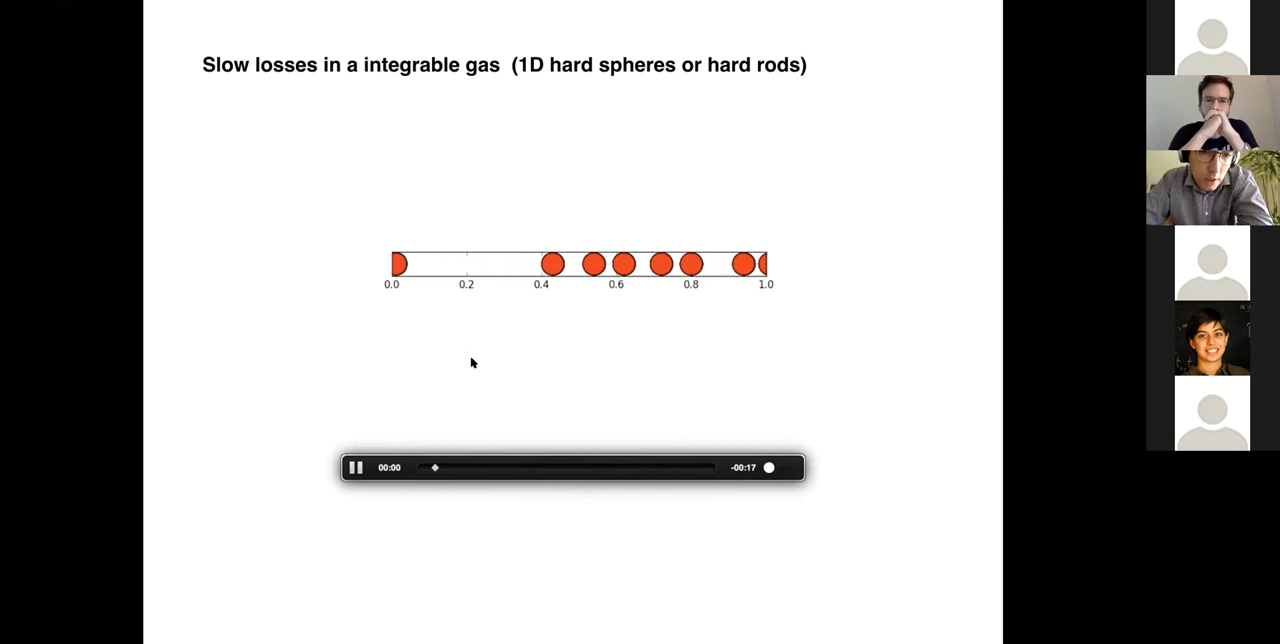 Slow losses in a integrable gas (1D hard spheres or hard rods)
0.0 0.2 0.4 0.6 0.8 1.0
00:00 -00:17